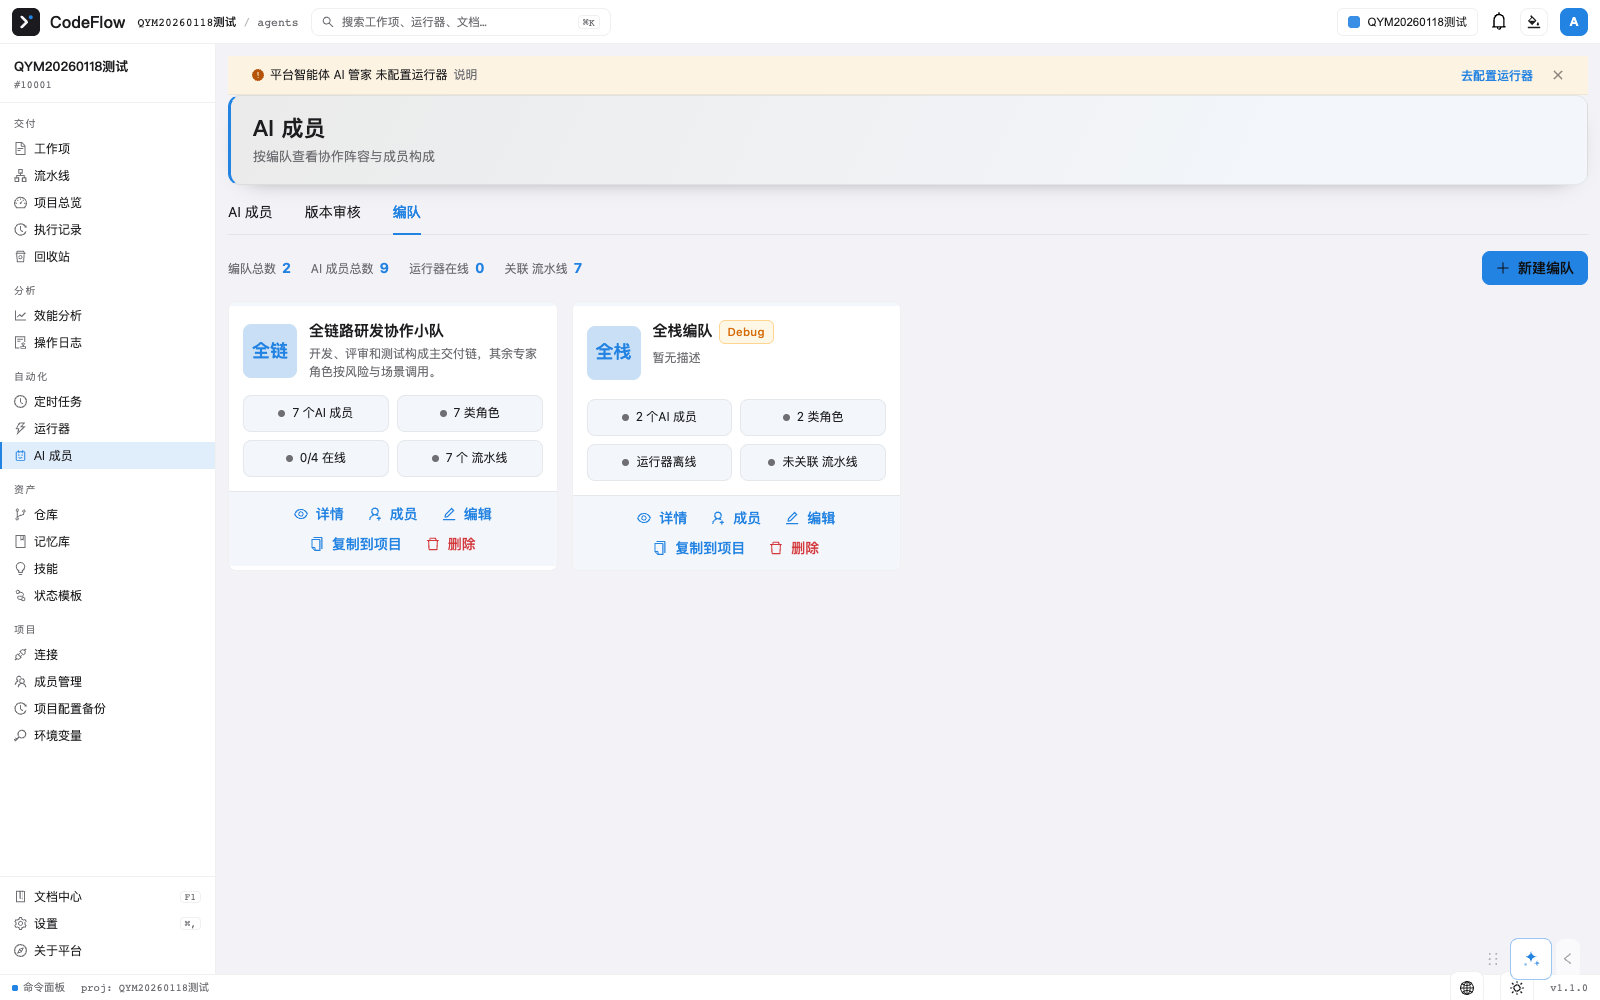 CodeFlow QYM20260118测试 / agents 搜索工作项、运行器、文档... ⌘K QYM20260118测试 A
QYM20260118测试
#10001
交付
工作项
流水线
项目总览
执行记录
回收站
分析
效能分析
操作日志
自动化
定时任务
运行器
AI 成员
资产
仓库
记忆库
技能
状态模板
项目
连接
成员管理
项目配置备份
环境变量
文档中心 F1
设置 ⌘,
关于平台
平台智能体 AI 管家 未配置运行器 说明 去配置运行器
AI 成员
按编队查看协作阵容与成员构成
AI 成员 版本审核 编队
编队总数 2 AI 成员总数 9 运行器在线 0 关联 流水线 7 新建编队
全链
全链路研发协作小队
开发、评审和测试构成主交付链，其余专家
角色按风险与场景调用。
7 个AI 成员 7 类角色
0/4 在线 7 个 流水线
详情 成员 编辑
复制到项目 删除
全栈
全栈编队 Debug
暂无描述
2 个AI 成员 2 类角色
运行器离线 未关联 流水线
详情 成员 编辑
复制到项目 删除
命令面板 proj: QYM20260118测试 v1.1.0